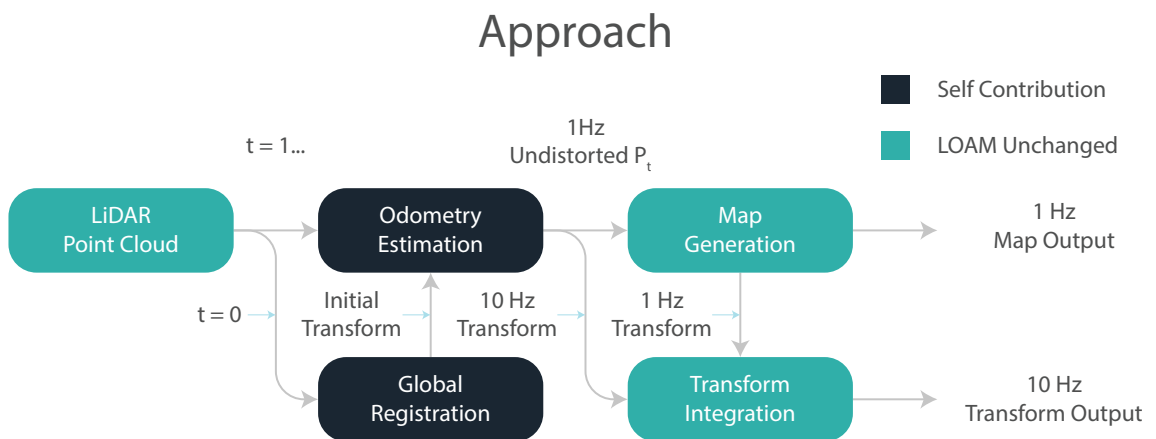 Approach
Self Contribution
LOAM Unchanged
t = 1...
1Hz
Undistorted Pt
LiDAR
Point Cloud
Odometry
Estimation
Map
Generation
1 Hz
Map Output
t = 0
Initial
Transform
10 Hz
Transform
1 Hz
Transform
Global
Registration
Transform
Integration
10 Hz
Transform Output